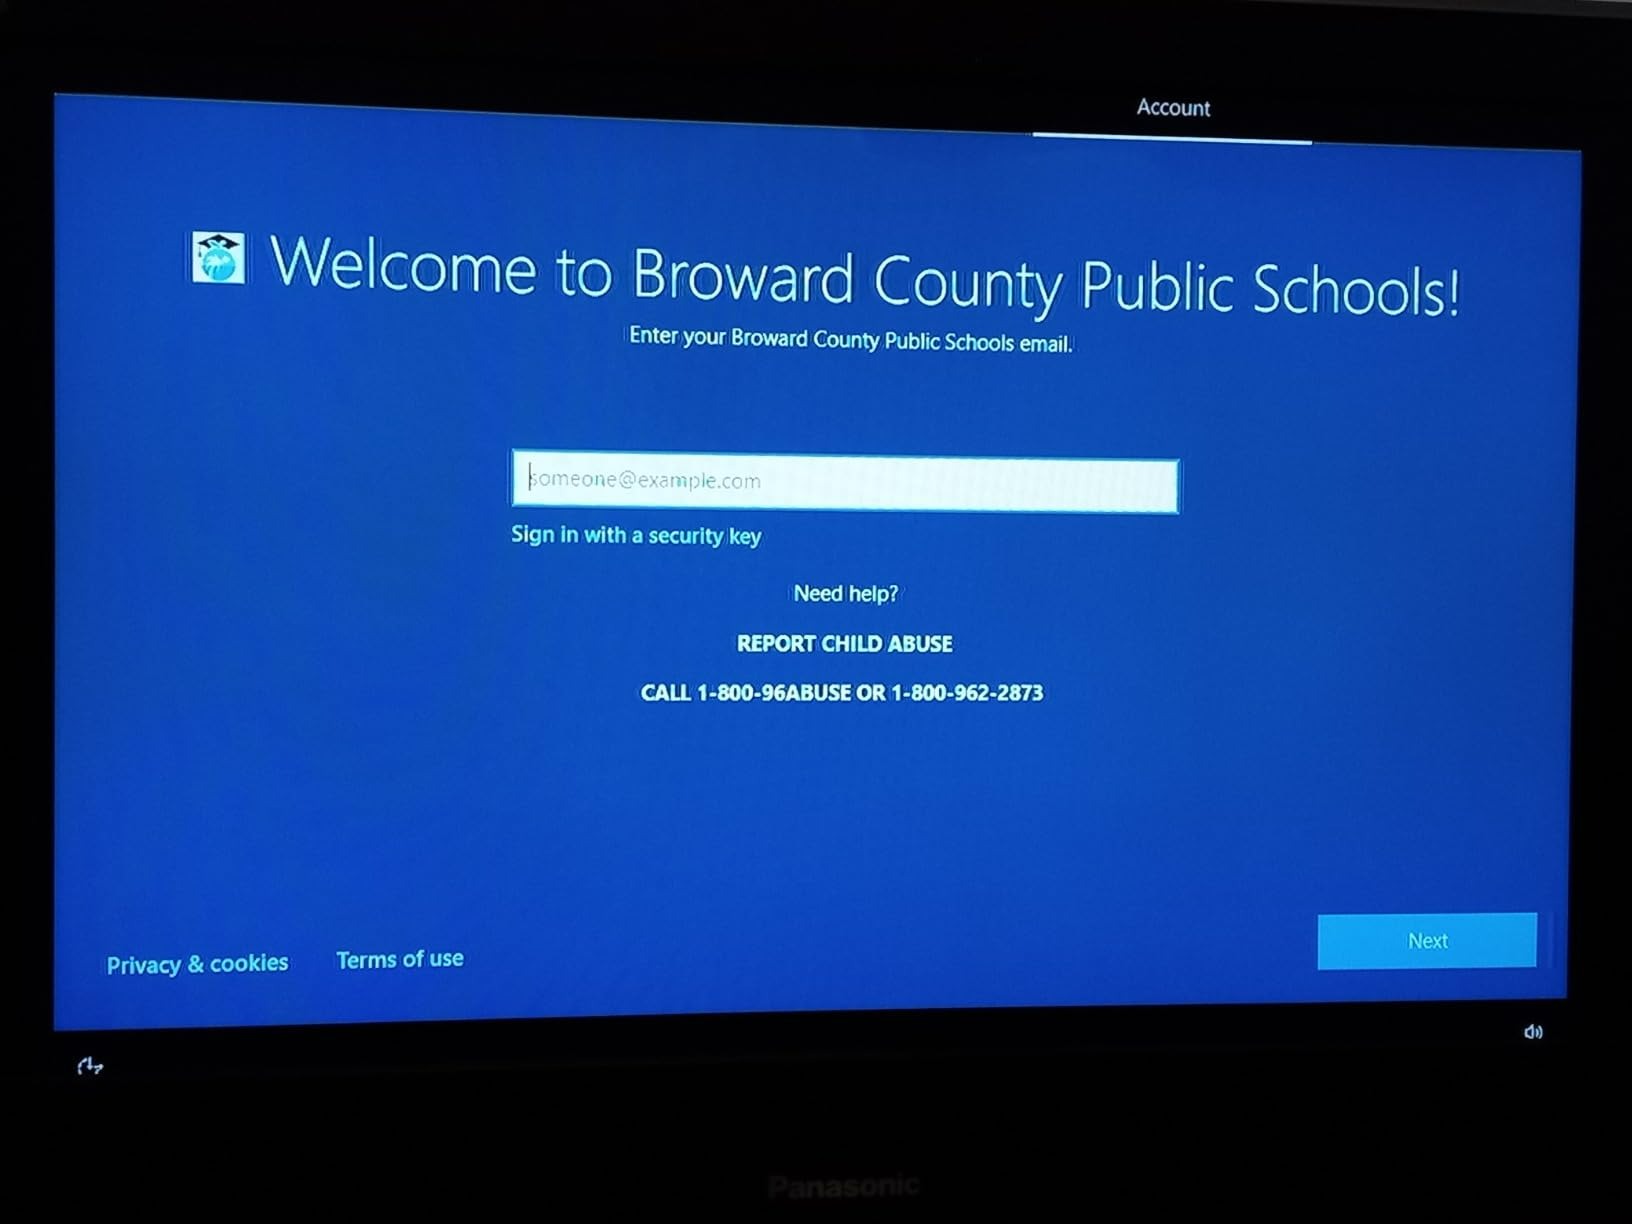 Account
Welcome to Broward County Public Schools!
Enter your Broward County Public Schools email.
someone@example.com
Sign in with a security key
Need help?
REPORT CHILD ABUSE
CALL 1-800-96ABUSE OR 1-800-962-2873
Next
Privacy & cookies
Terms of use
Panasonic